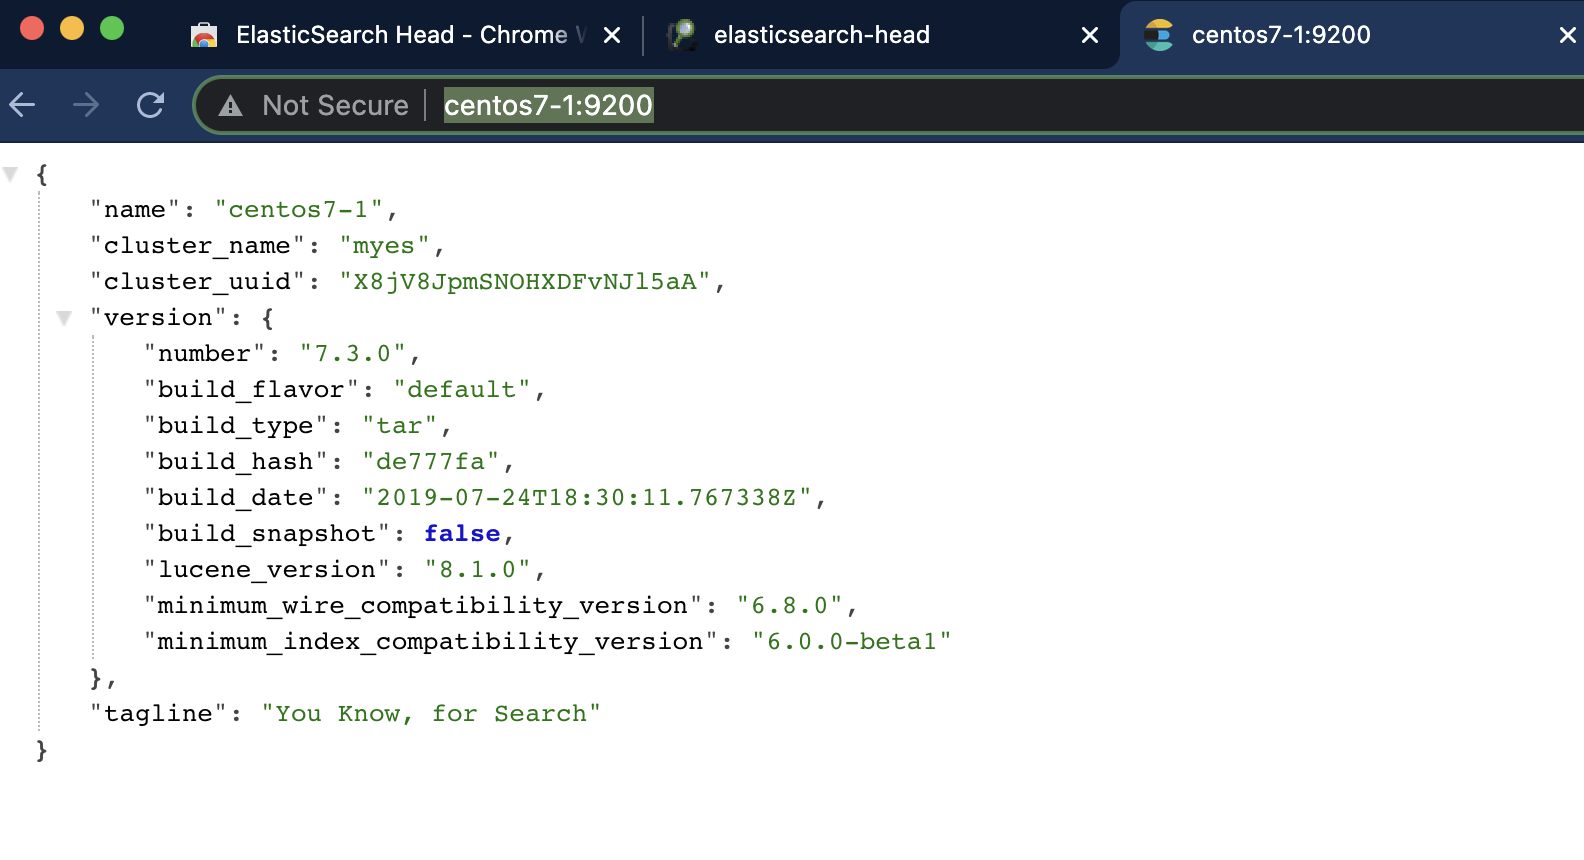 ElasticSearch Head - Chrome W
elasticsearch-head
centos7-1:9200
Not Secure
centos7-1:9200
{
"name": "centos7-1",
"cluster_name": "myes",
"cluster_uuid": "X8jV8JpmSNOHXDFvNJl5aA",
"version": {
"number": "7.3.0",
"build_flavor": "default",
"build_type": "tar",
"build_hash": "de777fa",
"build_date": "2019-07-24T18:30:11.767338Z",
"build_snapshot": false,
"lucene_version": "8.1.0",
"minimum_wire_compatibility_version": "6.8.0",
"minimum_index_compatibility_version": "6.0.0-beta1"
},
"tagline": "You Know, for Search"
}